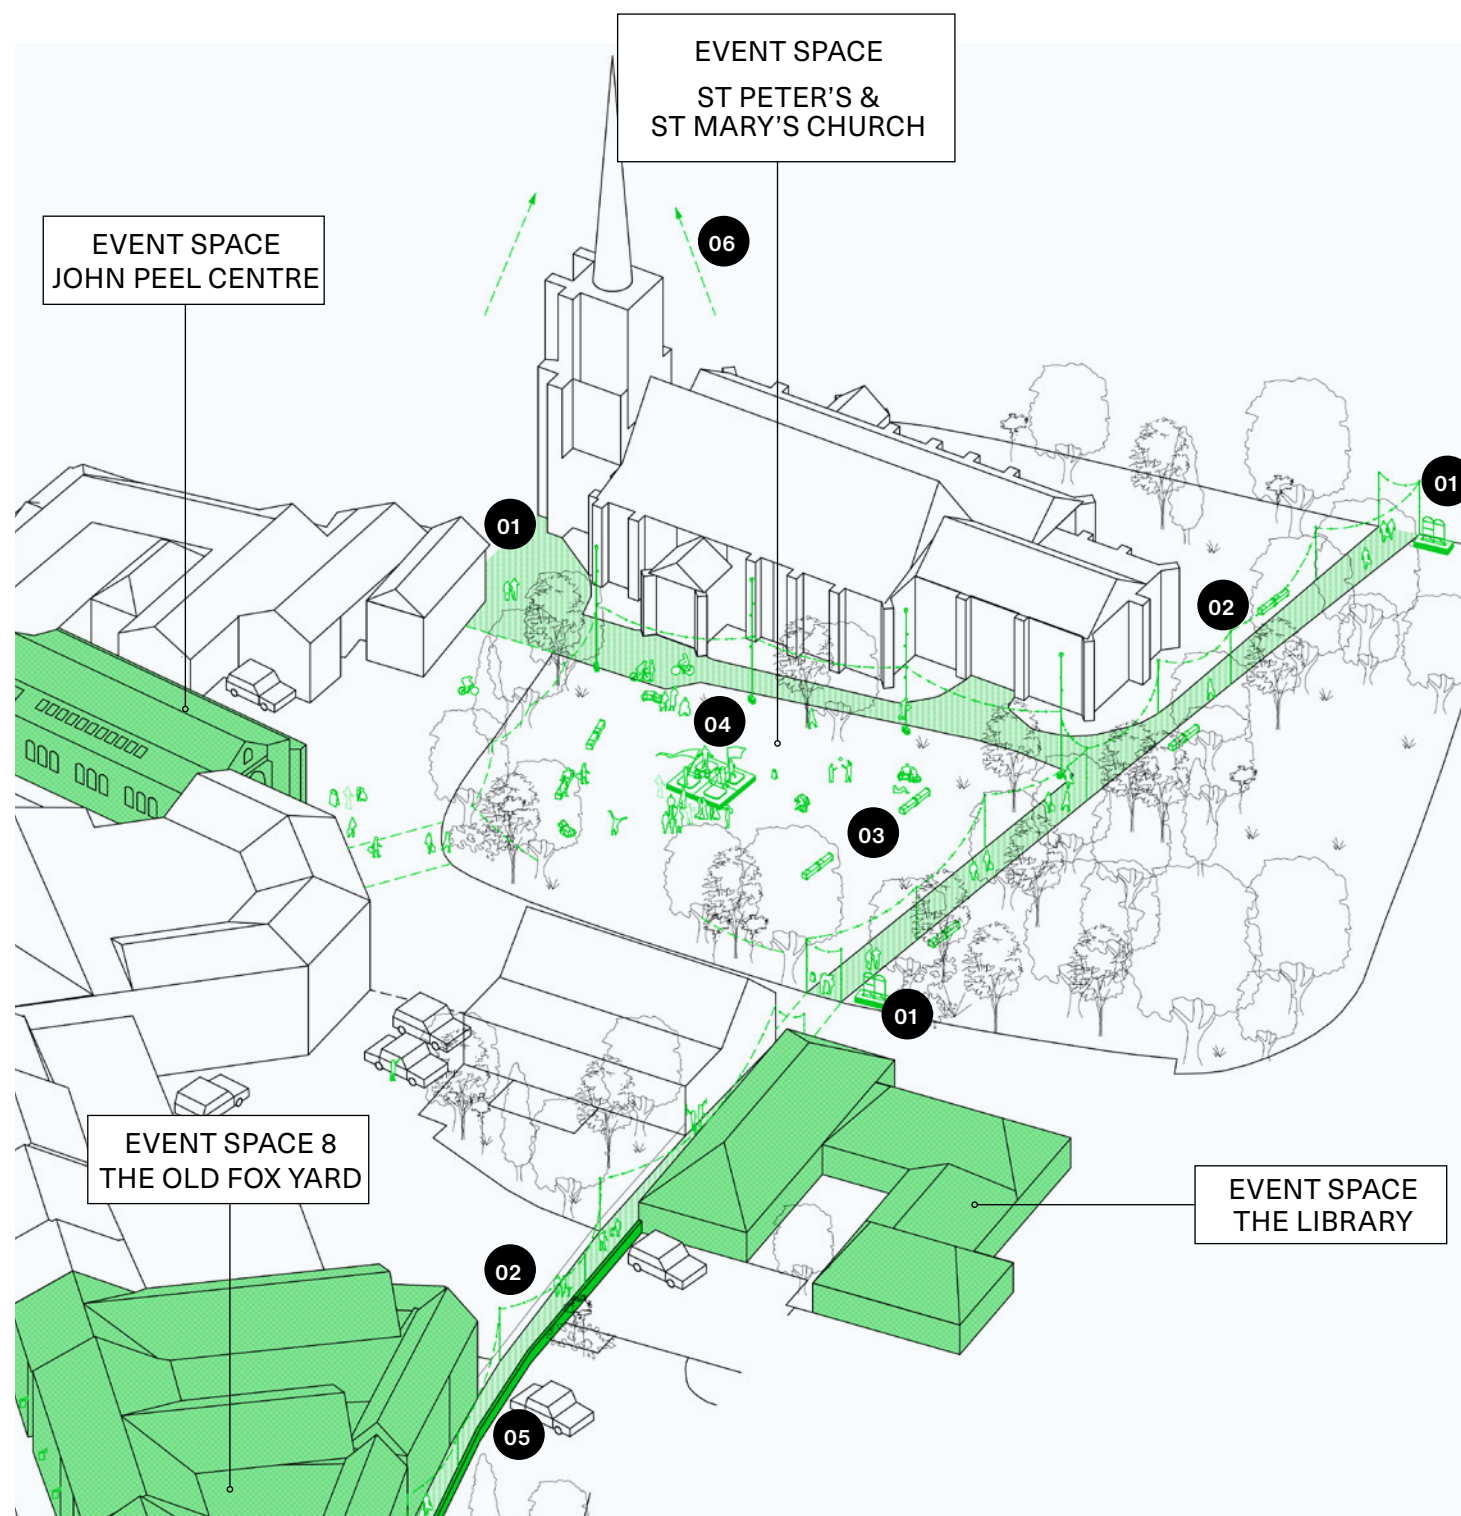 EVENT SPACE
ST PETER'S &
ST MARY'S CHURCH
EVENT SPACE
JOHN PEEL CENTRE
06
01
01
02
04
03
01
EVENT SPACE 8
THE OLD FOX YARD
EVENT SPACE
THE LIBRARY
02
05